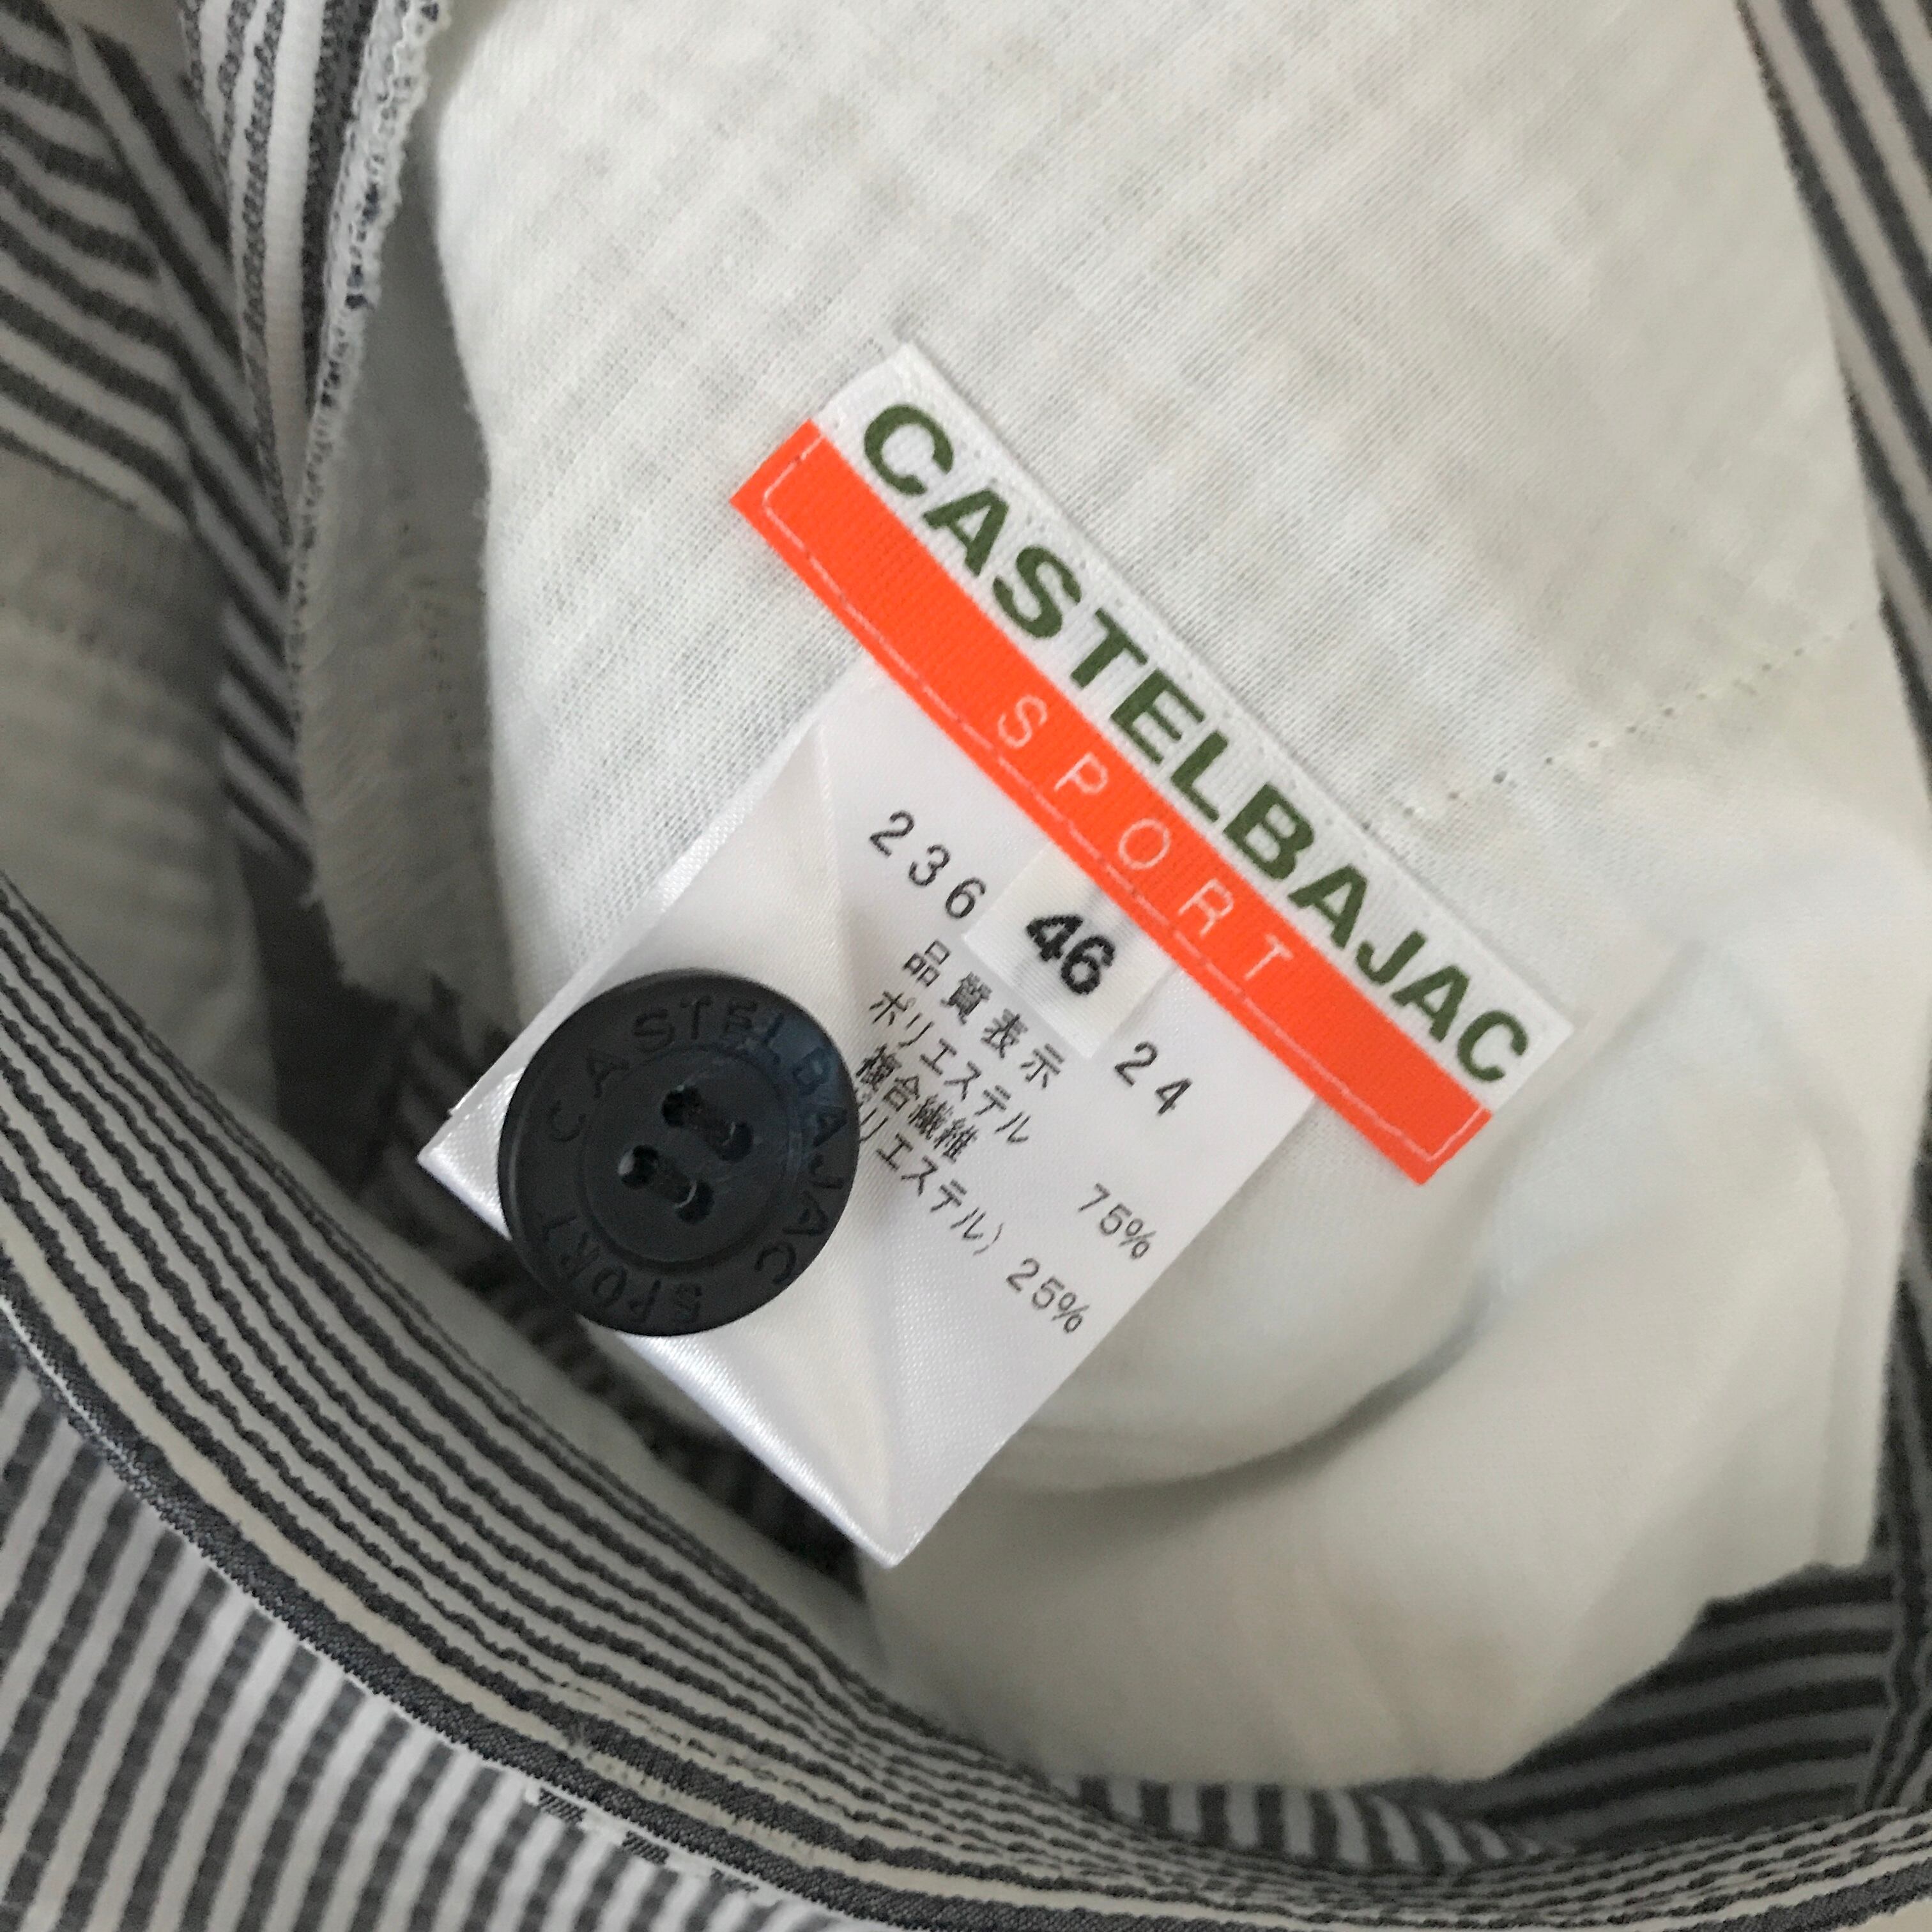 CASTELBAJAC
SPORT
236
46
24
品質表示
ポリエステル 75%
複合繊維
リエステル) 25%
CASTELBAJAC SPORT